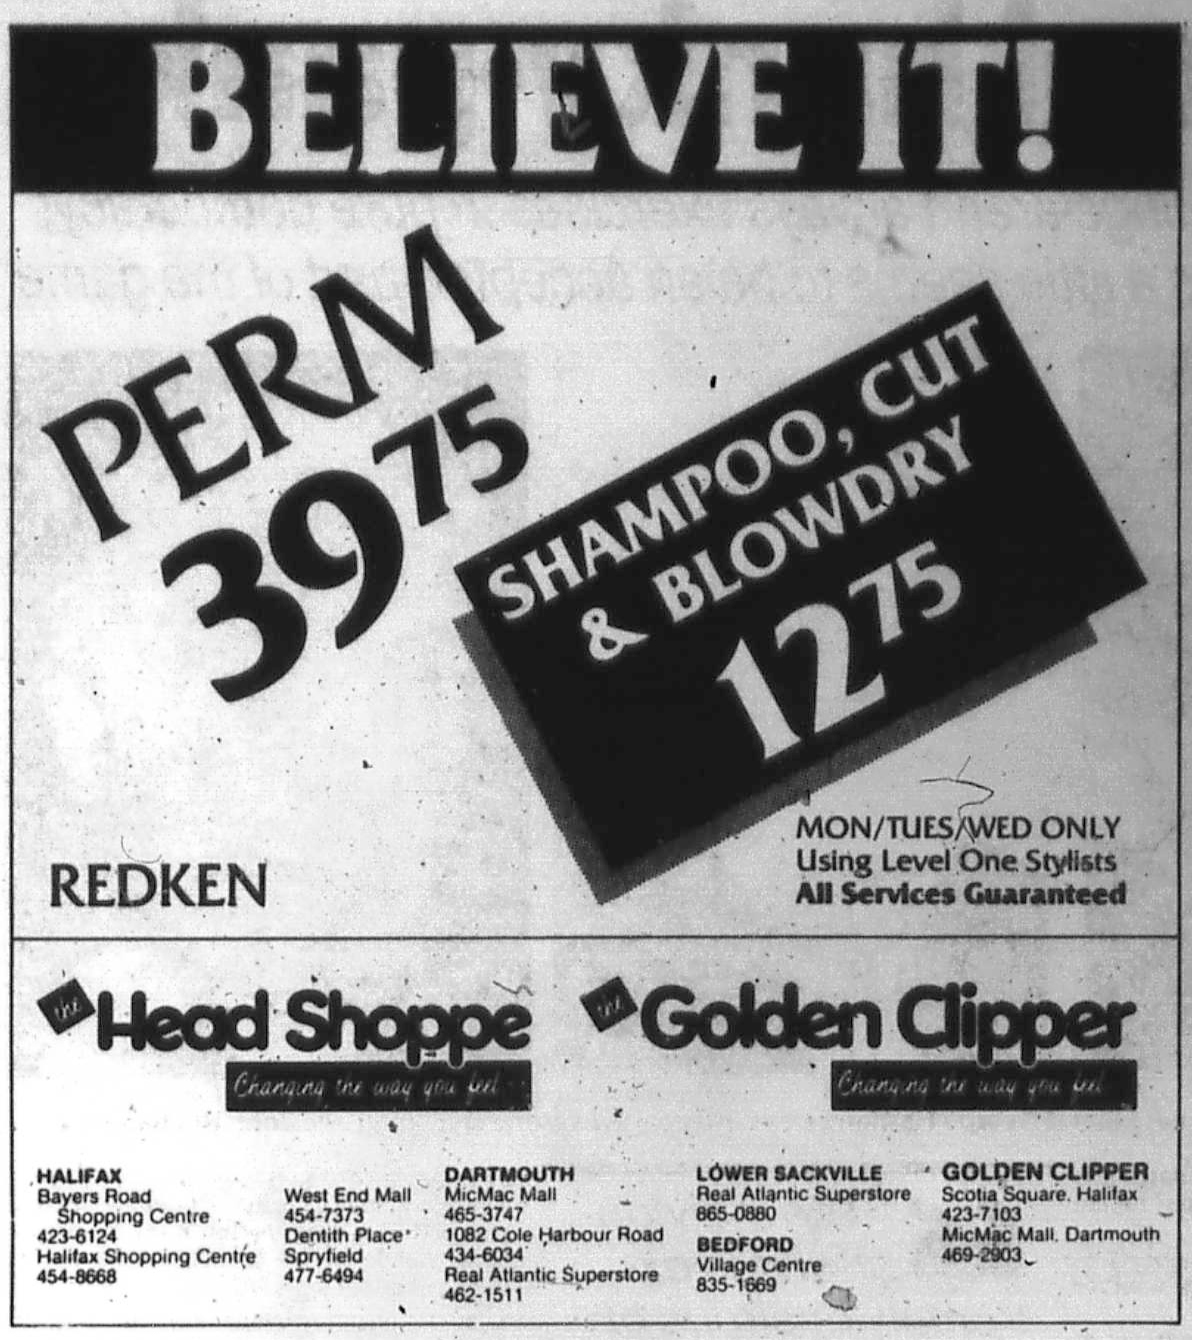 BELIEVE IT!
PERM
39 75
SHAMPOO, CUT
& BLOWDRY
12 75
MON/TUES/WED ONLY
Using Level One Stylists
All Services Guaranteed
REDKEN
the Head Shoppe
Changing the way you feel
the Golden Clipper
Changing the way you feel
HALIFAX
Bayers Road
Shopping Centre
423-6124
Halifax Shopping Centre
454-8668
West End Mall
454-7373
Dentith Place
Spryfield
477-6494
DARTMOUTH
MicMac Mall
465-3747
1082 Cole Harbour Road
434-6034
Real Atlantic Superstore
462-1511
LOWER SACKVILLE
Real Atlantic Superstore
865-0880
BEDFORD
Village Centre
835-1669
GOLDEN CLIPPER
Scotia Square, Halifax
423-7103
MicMac Mall, Dartmouth
469-2903